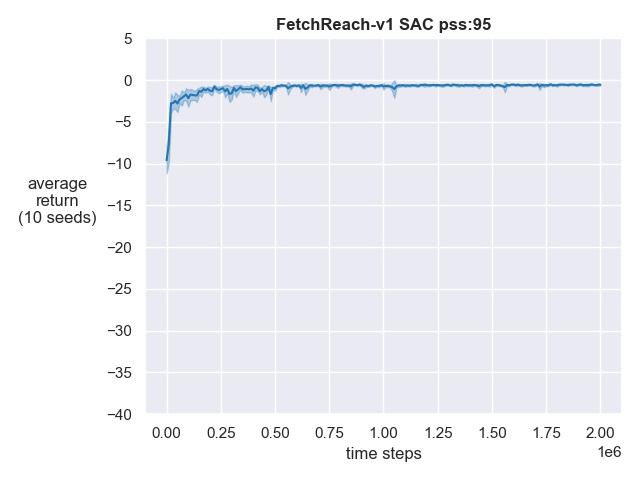 FetchReach-v1 SAC pss:95
5
0
−5
−10
−15
−20
−25
−30
−35
−40
average
return
(10 seeds)
0.00 0.25 0.50 0.75 1.00 1.25 1.50 1.75 2.00
time steps
1e6